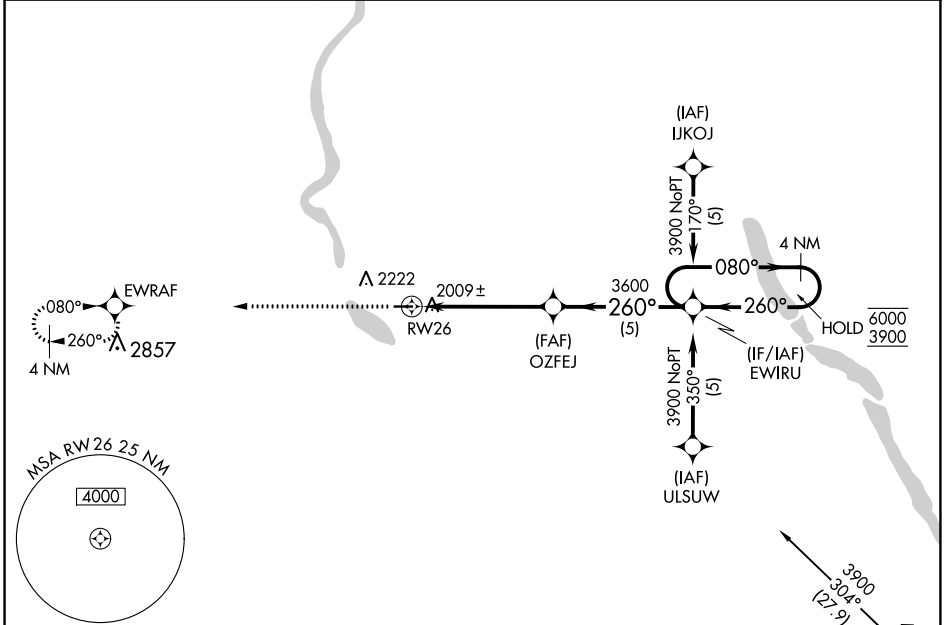 (IAF)
IJKOJ
3900 NoPT
170°
(5)
4 NM
080°
2222
3600
2009±
080°
EWRAF
260°
260°
RW26
(5)
HOLD
6000
3900
260°
2857
(FAF)
OZFEJ
(IF/IAF)
EWIRU
4 NM
3900 NoPT
350°
(5)
MSA RW26 25 NM
(IAF)
ULSUW
4000
3900
304°
(27.9)